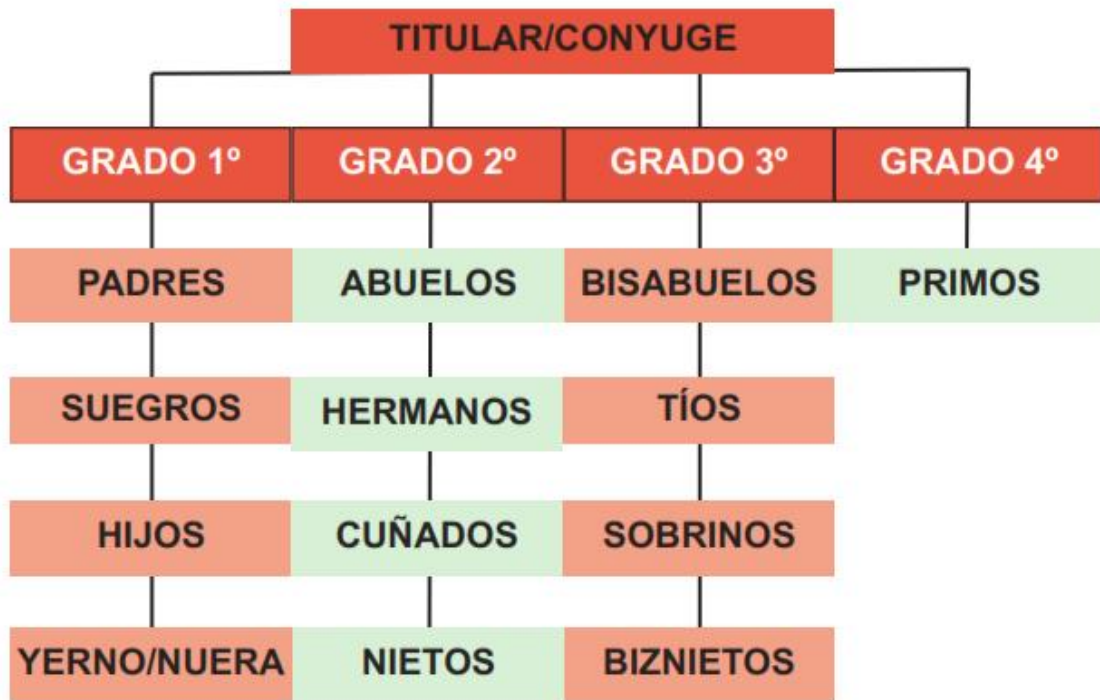 TITULAR/CONYUGE
GRADO 1º GRADO 2º GRADO 3º GRADO 4º
PADRES ABUELOS BISABUELOS PRIMOS
SUEGROS HERMANOS TÍOS
HIJOS CUÑADOS SOBRINOS
YERNO/NUERA NIETOS BIZNIETOS